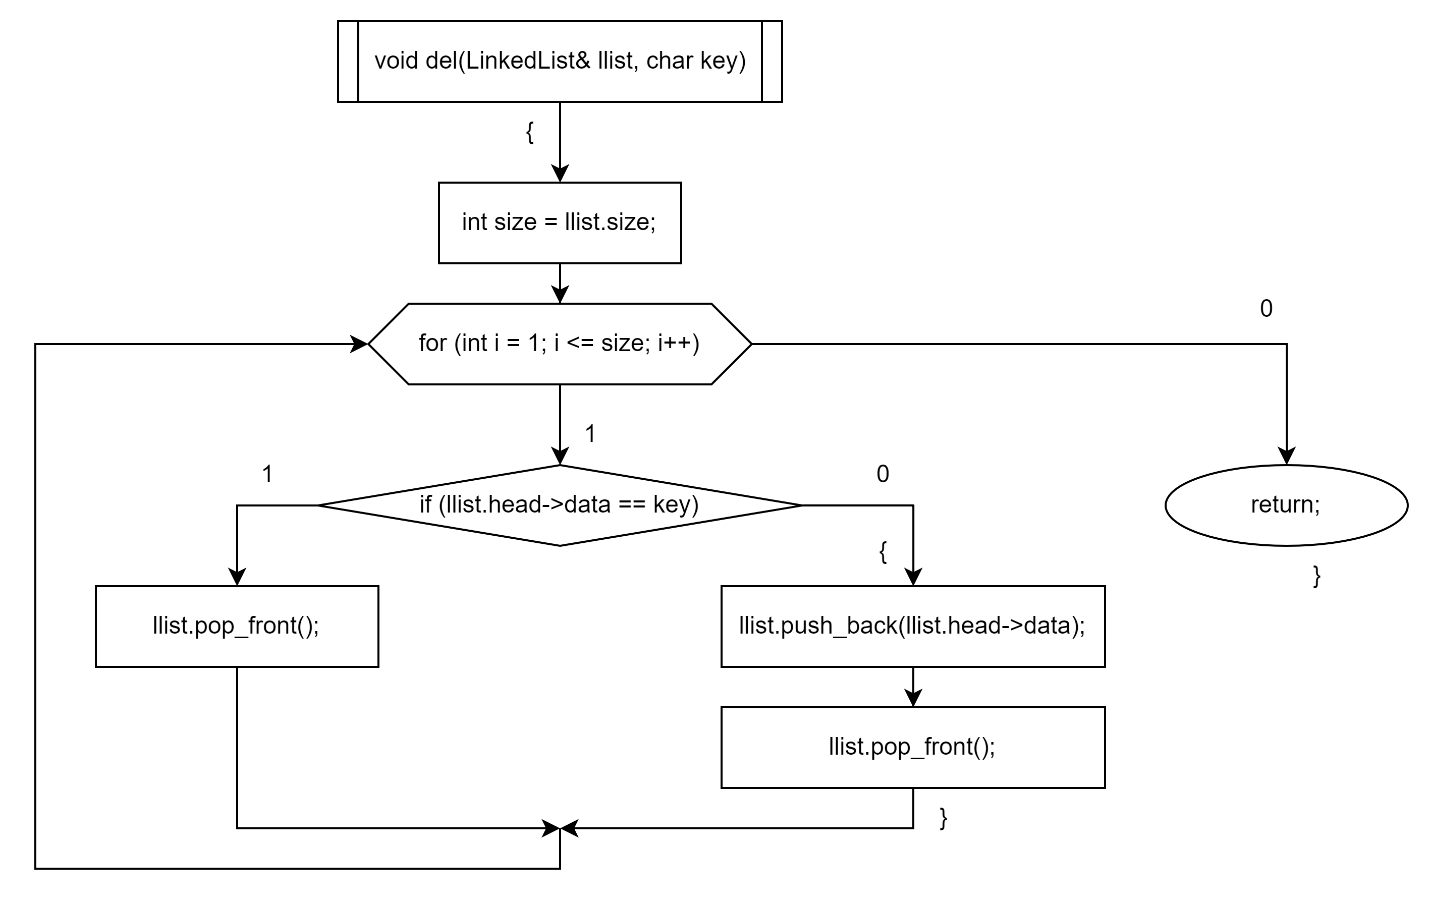 void del(LinkedList& llist, char key)
{
int size = llist.size;
for (int i = 1; i <= size; i++)
0
1
1
if (llist.head->data == key)
0
return;
{
}
llist.pop_front();
llist.push_back(llist.head->data);
llist.pop_front();
}